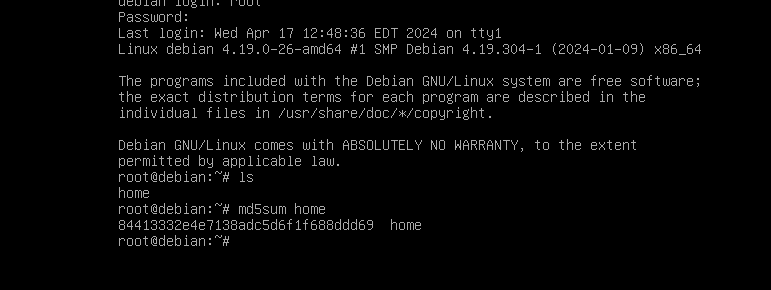 debian login: root
Password:
Last login: Wed Apr 17 12:48:36 EDT 2024 on tty1
Linux debian 4.19.0-26-amd64 #1 SMP Debian 4.19.304-1 (2024-01-09) x86_64
The programs included with the Debian GNU/Linux system are free software;
the exact distribution terms for each program are described in the
individual files in /usr/share/doc/*/copyright.
Debian GNU/Linux comes with ABSOLUTELY NO WARRANTY, to the extent
permitted by applicable law.
root@debian:~# ls
home
root@debian:~# md5sum home
84413332e4e7138adc5d6f1f688ddd69  home
root@debian:~#